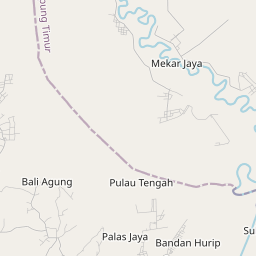 ung Timur
Mekar Jaya
Bali Agung
Pulau Tengah
Su
Palas Jaya
Bandan Hurip